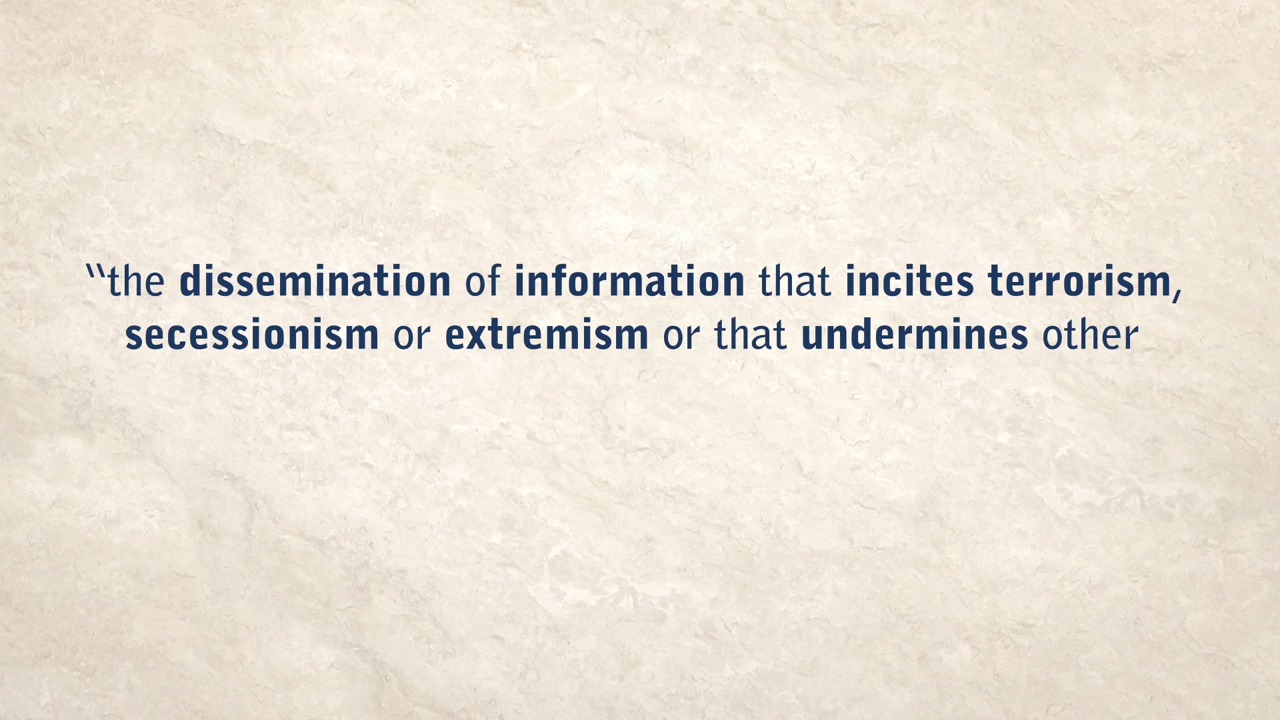 “the dissemination of information that incites terrorism,
secessionism or extremism or that undermines other